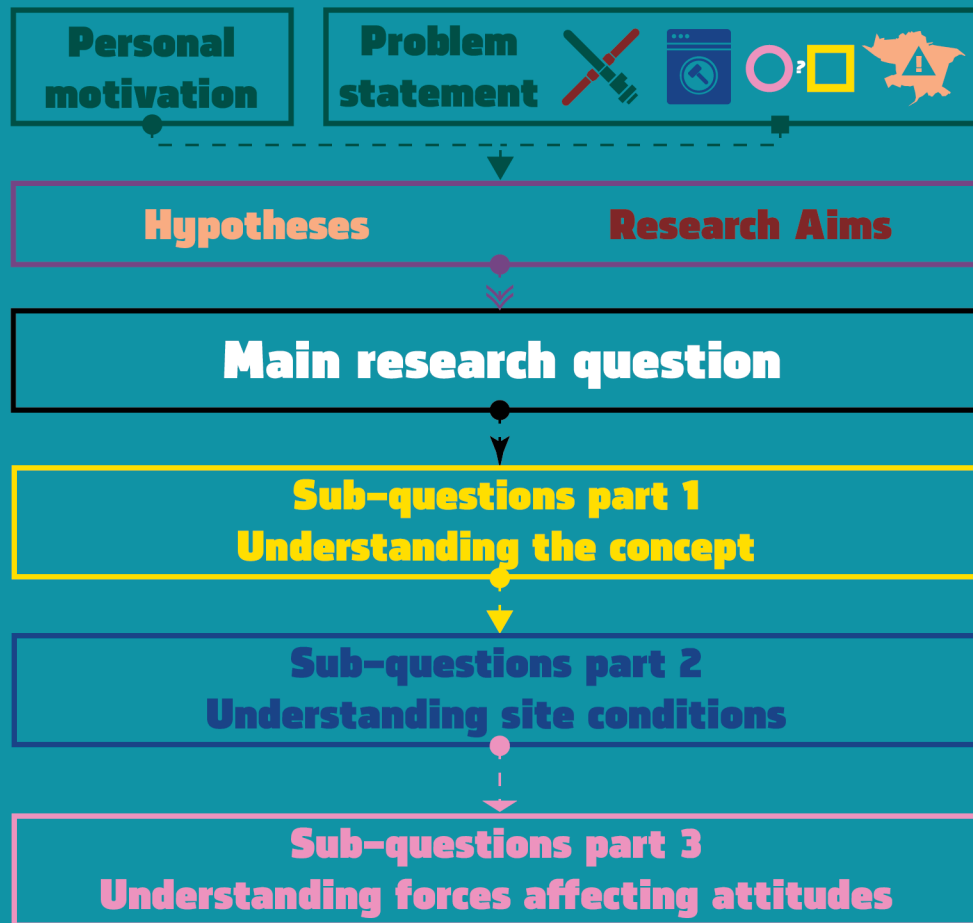 Personal
motivation
Problem
statement
?
!
Hypotheses
Research Aims
Main research question
Sub-questions part 1
Understanding the concept
Sub-questions part 2
Understanding site conditions
Sub-questions part 3
Understanding forces affecting attitudes